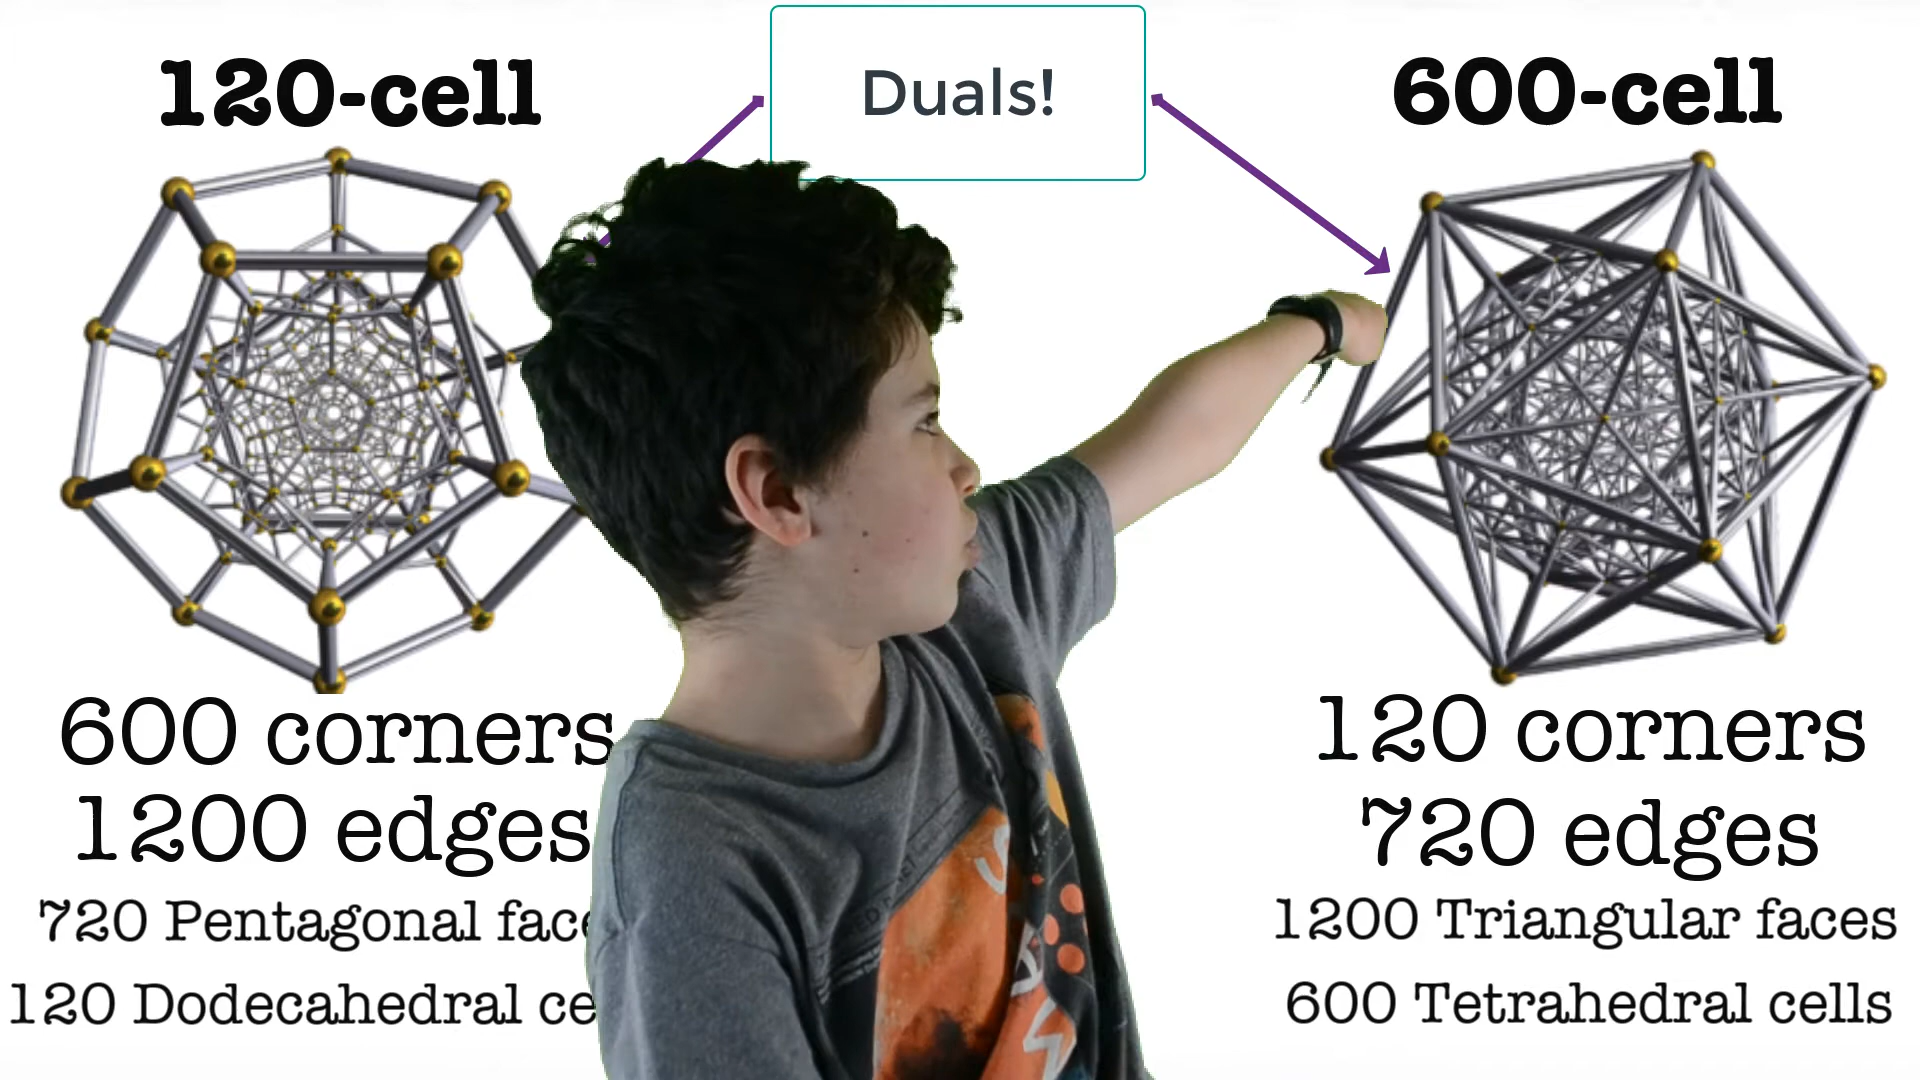 Duals!
120-cell
600-cell
600 corners
1200 edges
720 Pentagonal face
120 Dodecahedral ce
120 corners
720 edges
1200 Triangular faces
600 Tetrahedral cells